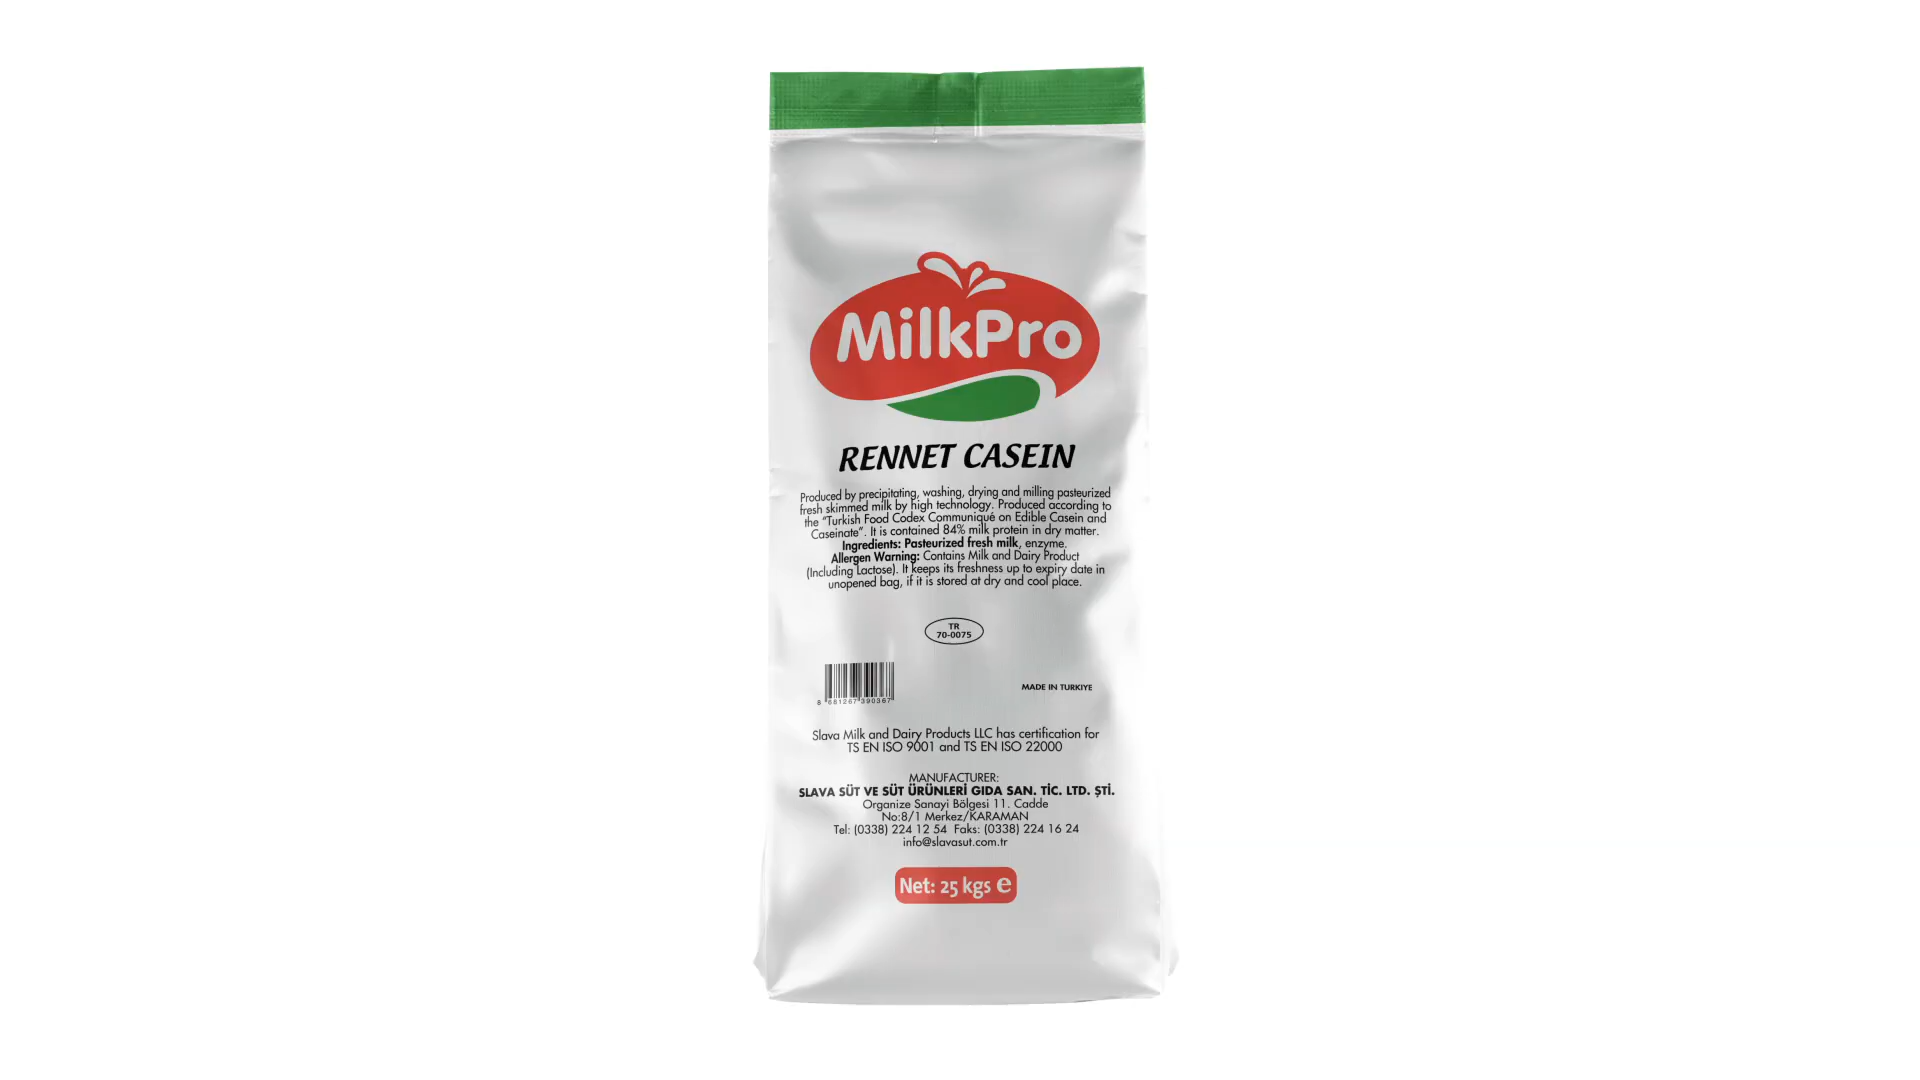 MilkPro
RENNET CASEIN
Produced by precipitating, washing, drying and milling pasteurized
fresh skimmed milk by high technology. Produced according to
the "Turkish Food Codex Communiqué on Edible Casein and
Caseinate". It is contained 84% milk protein in dry matter.
Ingredients: Pasteurized fresh milk, enzyme.
Allergen Warning: Contains Milk and Dairy Product
(Including Lactose). It keeps its freshness up to expiry date in
unopened bag, if it is stored at dry and cool place.
TR
70-0075
8 681267 390367
MADE IN TURKIYE
Slava Milk and Dairy Products LLC has certification for
TS EN ISO 9001 and TS EN ISO 22000
MANUFACTURER:
SLAVA SÜT VE SÜT ÜRÜNLERİ GIDA SAN. TİC. LTD. ŞTİ.
Organize Sanayi Bölgesi 11. Cadde
No:8/1 Merkez/KARAMAN
Tel: (0338) 224 12 54 Faks: (0338) 224 16 24
info@slavasut.com.tr
Net: 25 kgs e